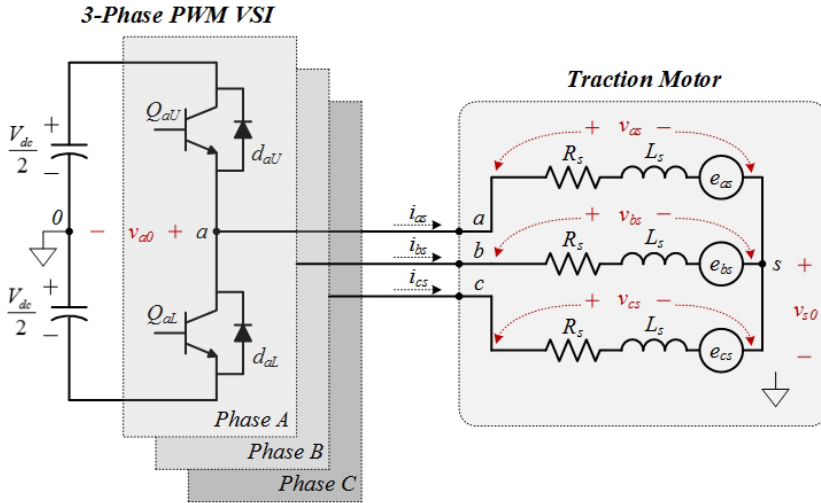 3-Phase PWM VSI
Traction Motor
V_dc/2
+
−
Q_aU
d_aU
0
− v_a0 +
a
V_dc/2
+
−
Q_aL
d_aL
Phase A
Phase B
Phase C
i_as
i_bs
i_cs
a
b
c
+ v_as −
R_s
L_s
e_as
+ v_bs −
R_s
L_s
e_bs
s
+ v_cs −
R_s
L_s
e_cs
+
v_s0
−